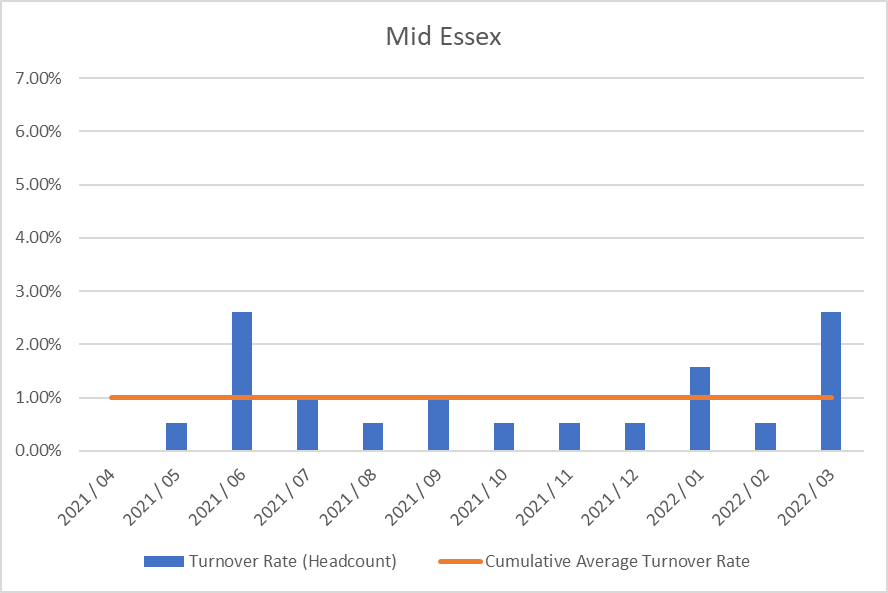 Mid Essex
7.00%
6.00%
5.00%
4.00%
3.00%
2.00%
1.00%
0.00%
2021 / 04
2021 / 05
2021 / 06
2021 / 07
2021 / 08
2021 / 09
2021 / 10
2021 / 11
2021 / 12
2022 / 01
2022 / 02
2022 / 03
Turnover Rate (Headcount)
Cumulative Average Turnover Rate